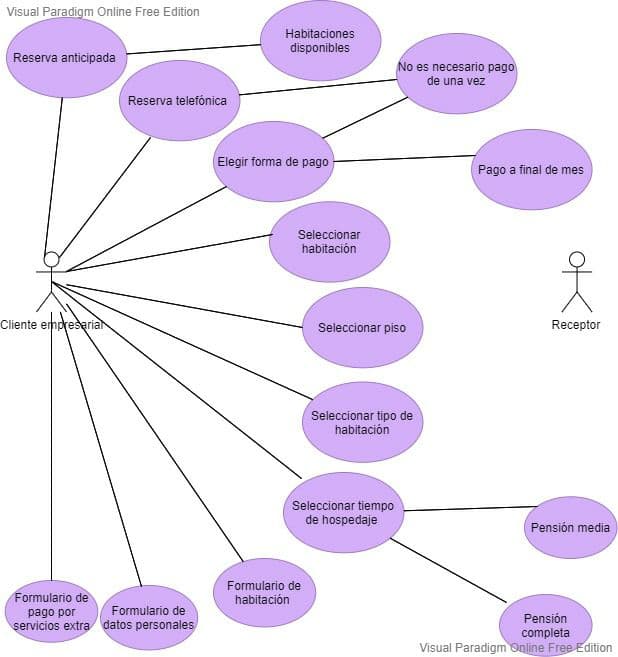 Visual Paradigm Online Free Edition
Habitaciones
disponibles
Reserva anticipada
No es necesario pago
de una vez
Reserva telefónica
Elegir forma de pago
Pago a final de mes
Seleccionar
habitación
Cliente empresarial
Seleccionar piso
Receptor
Seleccionar tipo de
habitación
Seleccionar tiempo
de hospedaje
Pensión media
Formulario de
pago por
servicios extra
Formulario de
datos personales
Formulario de
habitación
Pensión
completa
Visual Paradigm Online Free Edition